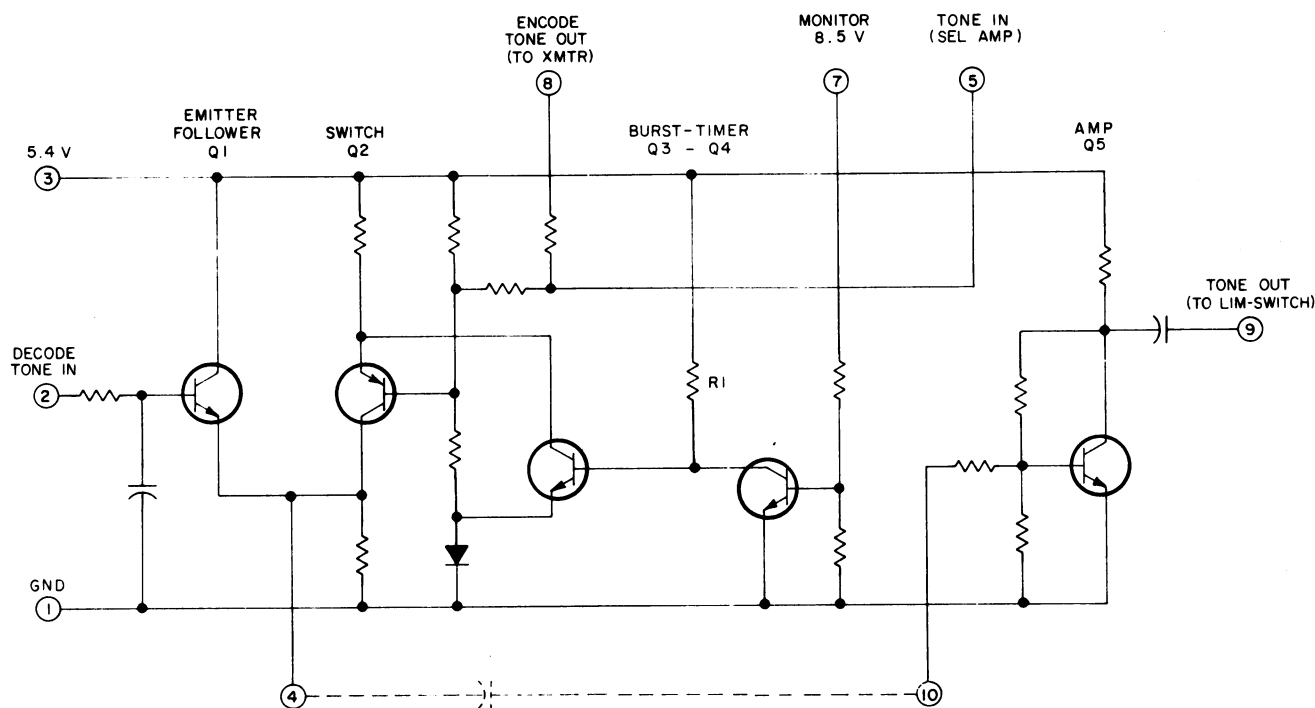 ENCODE
TONE OUT
(TO XMTR)
8
MONITOR
8.5 V
7
TONE IN
(SEL AMP)
5
EMITTER
FOLLOWER
Q1
SWITCH
Q2
BURST-TIMER
Q3 - Q4
AMP
Q5
5.4 V
3
TONE OUT
(TO LIM-SWITCH)
9
DECODE
TONE IN
2
R1
GND
1
4
10